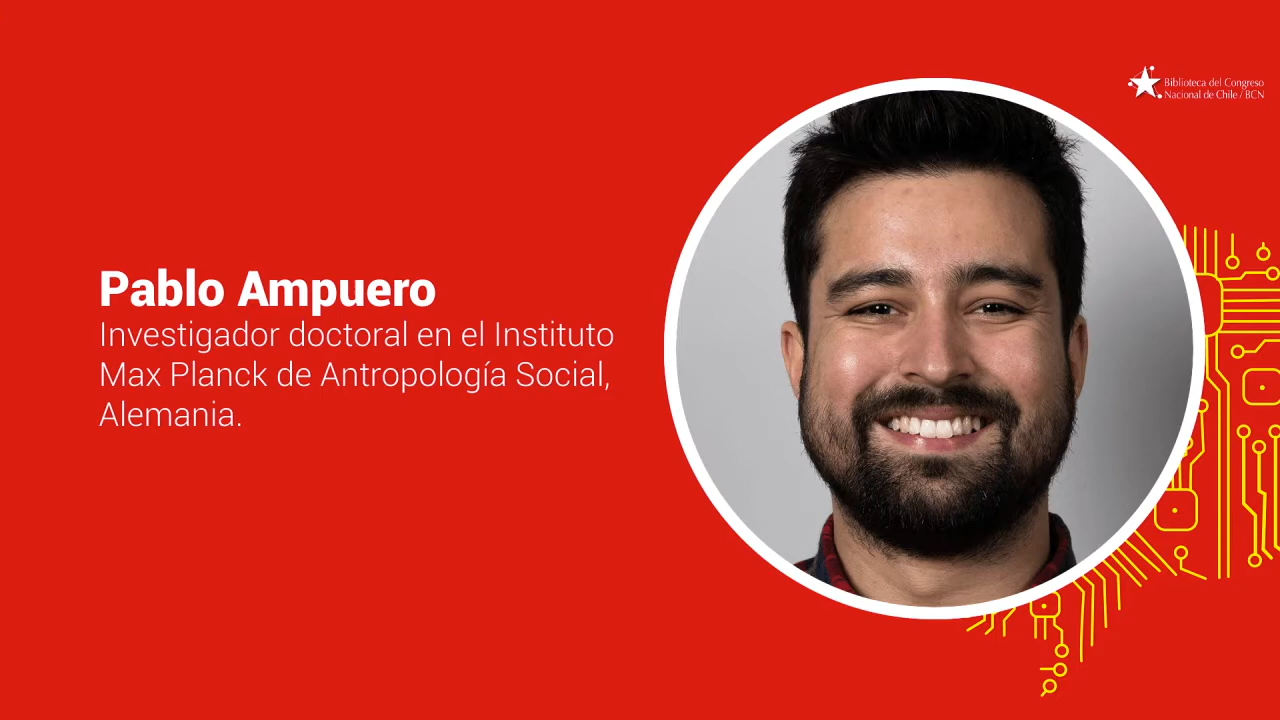 Biblioteca del Congreso
Nacional de Chile / BCN
Pablo Ampuero
Investigador doctoral en el Instituto
Max Planck de Antropología Social,
Alemania.